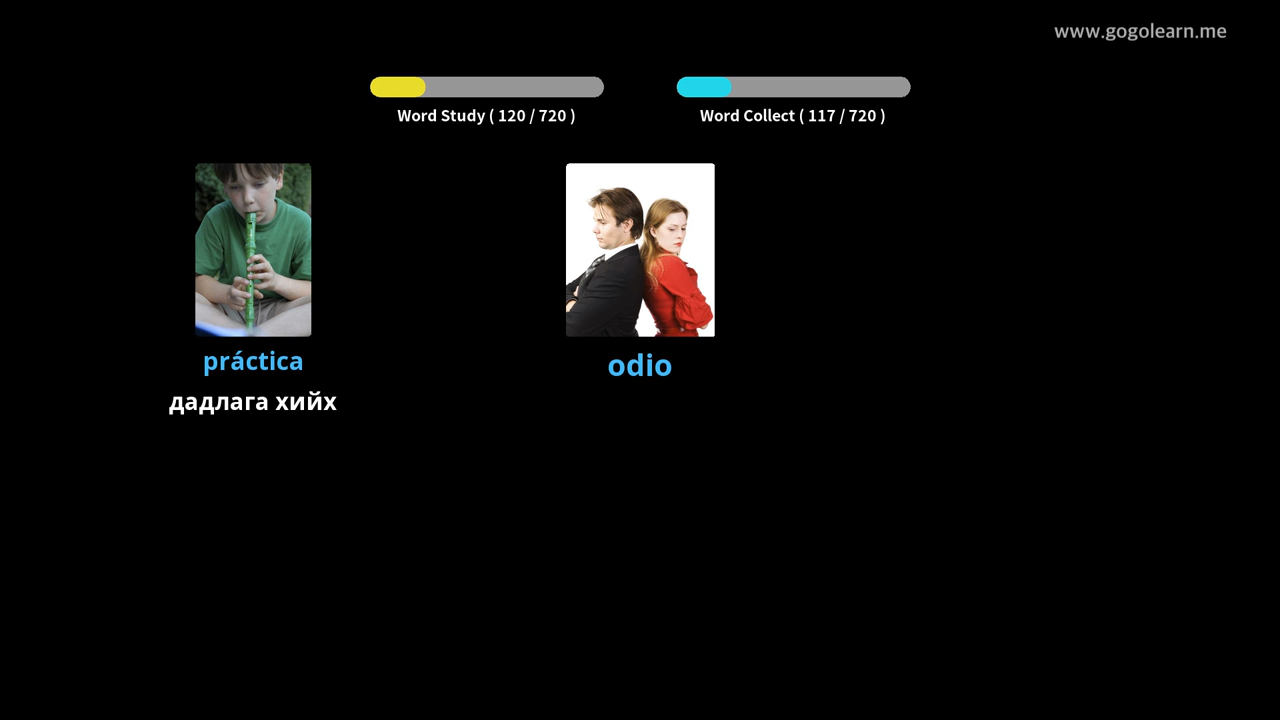 www.gogolearn.me
Word Study ( 120 / 720 )
Word Collect ( 117 / 720 )
práctica
дадлага хийх
odio